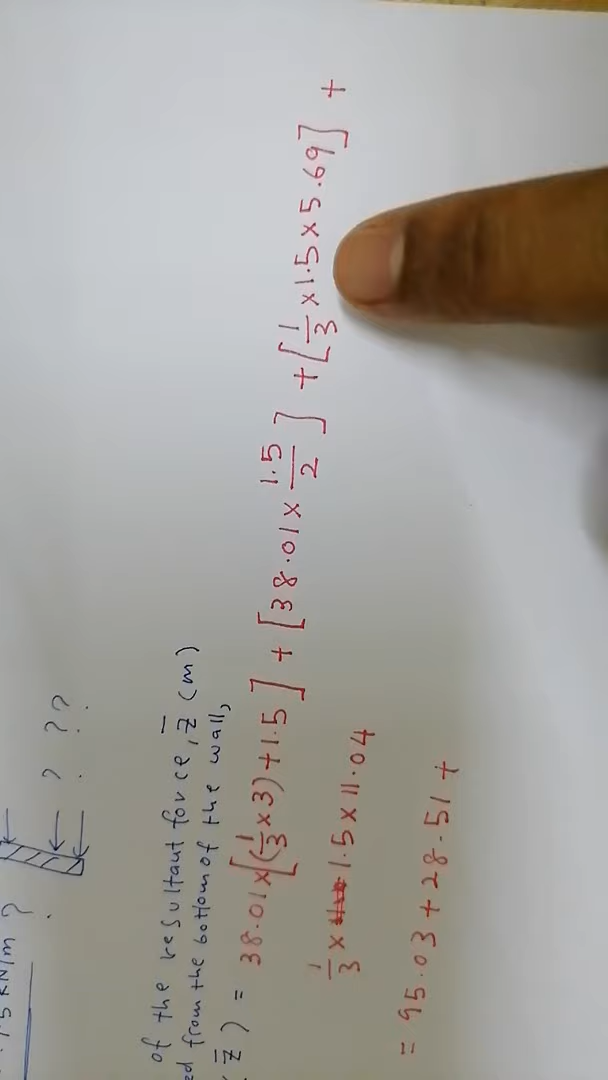 .5 kN/m ?
? ??
of the resultant force, z̄ (m)
ed from the bottom of the wall,
z̄) = 38.01 × [(1/3 × 3) + 1.5] + [38.01 × 1.5/2] + [1/3 × 1.5 × 5.69] +
1/3 × 1.5 × 11.04
= 95.03 + 28.51 +